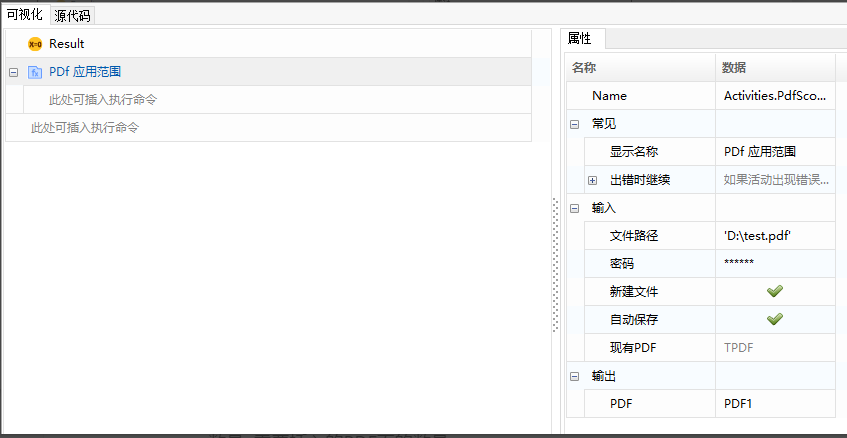 可视化 源代码
x=0 Result
fx PDf 应用范围
此处可插入执行命令
此处可插入执行命令
属性
名称 数据
Name Activities.PdfSco...
常见
显示名称 PDf 应用范围
出错时继续 如果活动出现错误...
输入
文件路径 'D:\test.pdf'
密码 ******
新建文件
自动保存
现有PDF TPDF
输出
PDF PDF1